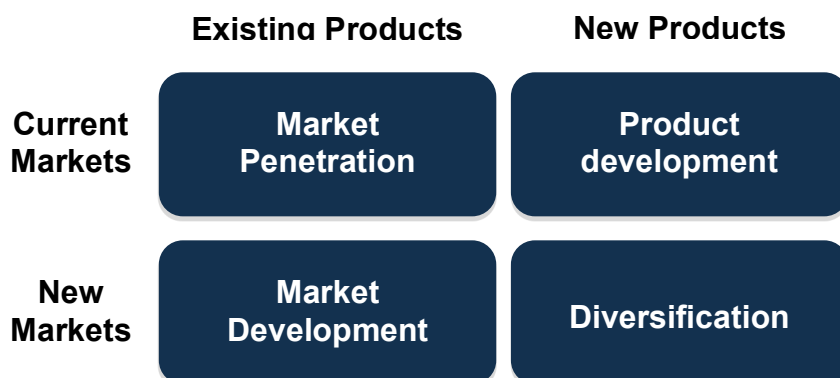 Existing Products
New Products
Current
Markets
Market
Penetration
Product
development
New
Markets
Market
Development
Diversification